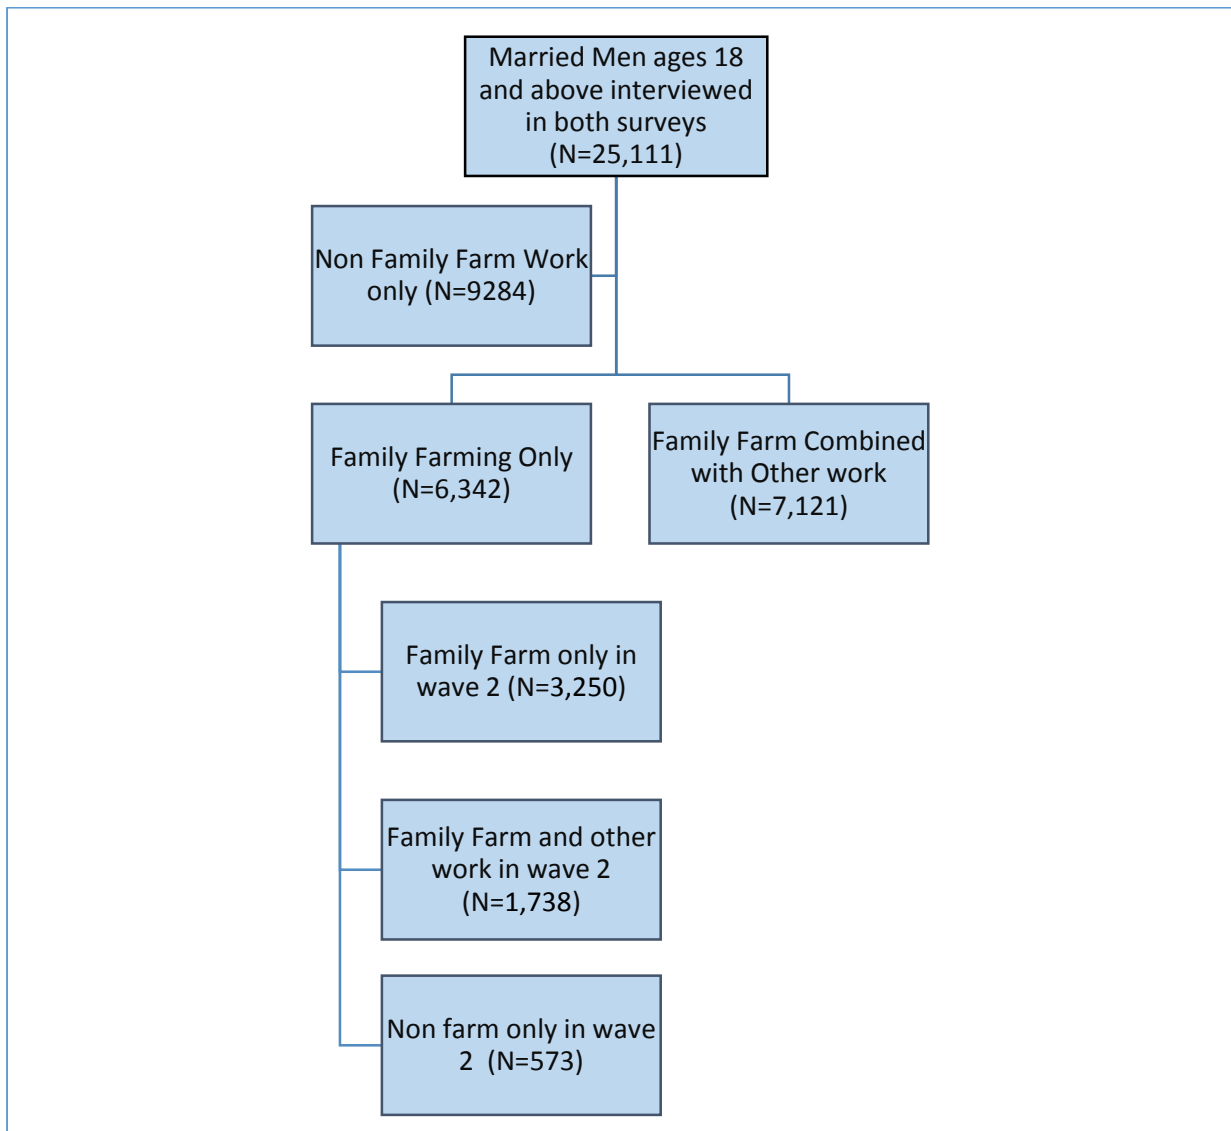 Married Men ages 18
and above interviewed
in both surveys
(N=25,111)
Non Family Farm Work
only (N=9284)
Family Farming Only
(N=6,342)
Family Farm Combined
with Other work
(N=7,121)
Family Farm only in
wave 2 (N=3,250)
Family Farm and other
work in wave 2
(N=1,738)
Non farm only in wave
2 (N=573)